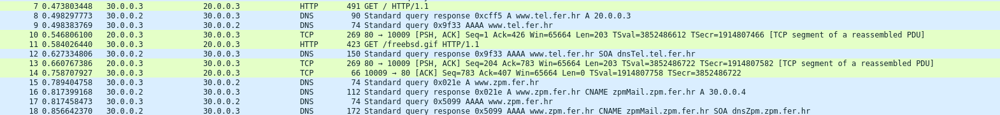 7 0.473803448 30.0.0.3 20.0.0.3 HTTP 491 GET / HTTP/1.1
8 0.498297773 30.0.0.2 30.0.0.3 DNS 90 Standard query response 0xcff5 A www.tel.fer.hr A 20.0.0.3
9 0.498383769 30.0.0.3 30.0.0.2 DNS 74 Standard query 0x9f33 AAAA www.tel.fer.hr
10 0.546806100 20.0.0.3 30.0.0.3 TCP 269 80 → 10009 [PSH, ACK] Seq=1 Ack=426 Win=65664 Len=203 TSval=3852486612 TSecr=1914807466 [TCP segment of a reassembled PDU]
11 0.584026440 30.0.0.3 20.0.0.3 HTTP 423 GET /freebsd.gif HTTP/1.1
12 0.627334806 30.0.0.2 30.0.0.3 DNS 150 Standard query response 0x9f33 AAAA www.tel.fer.hr SOA dnsTel.tel.fer.hr
13 0.660767386 20.0.0.3 30.0.0.3 TCP 269 80 → 10009 [PSH, ACK] Seq=204 Ack=783 Win=65664 Len=203 TSval=3852486722 TSecr=1914807582 [TCP segment of a reassembled PDU]
14 0.758707927 30.0.0.3 20.0.0.3 TCP 66 10009 → 80 [ACK] Seq=783 Ack=407 Win=65664 Len=0 TSval=1914807758 TSecr=3852486722
15 0.789404758 30.0.0.3 30.0.0.2 DNS 74 Standard query 0x021e A www.zpm.fer.hr
16 0.817399168 30.0.0.2 30.0.0.3 DNS 112 Standard query response 0x021e A www.zpm.fer.hr CNAME zpmMail.zpm.fer.hr A 30.0.0.4
17 0.817458473 30.0.0.3 30.0.0.2 DNS 74 Standard query 0x5099 AAAA www.zpm.fer.hr
18 0.856642370 30.0.0.2 30.0.0.3 DNS 172 Standard query response 0x5099 AAAA www.zpm.fer.hr CNAME zpmMail.zpm.fer.hr SOA dnsZpm.zpm.fer.hr